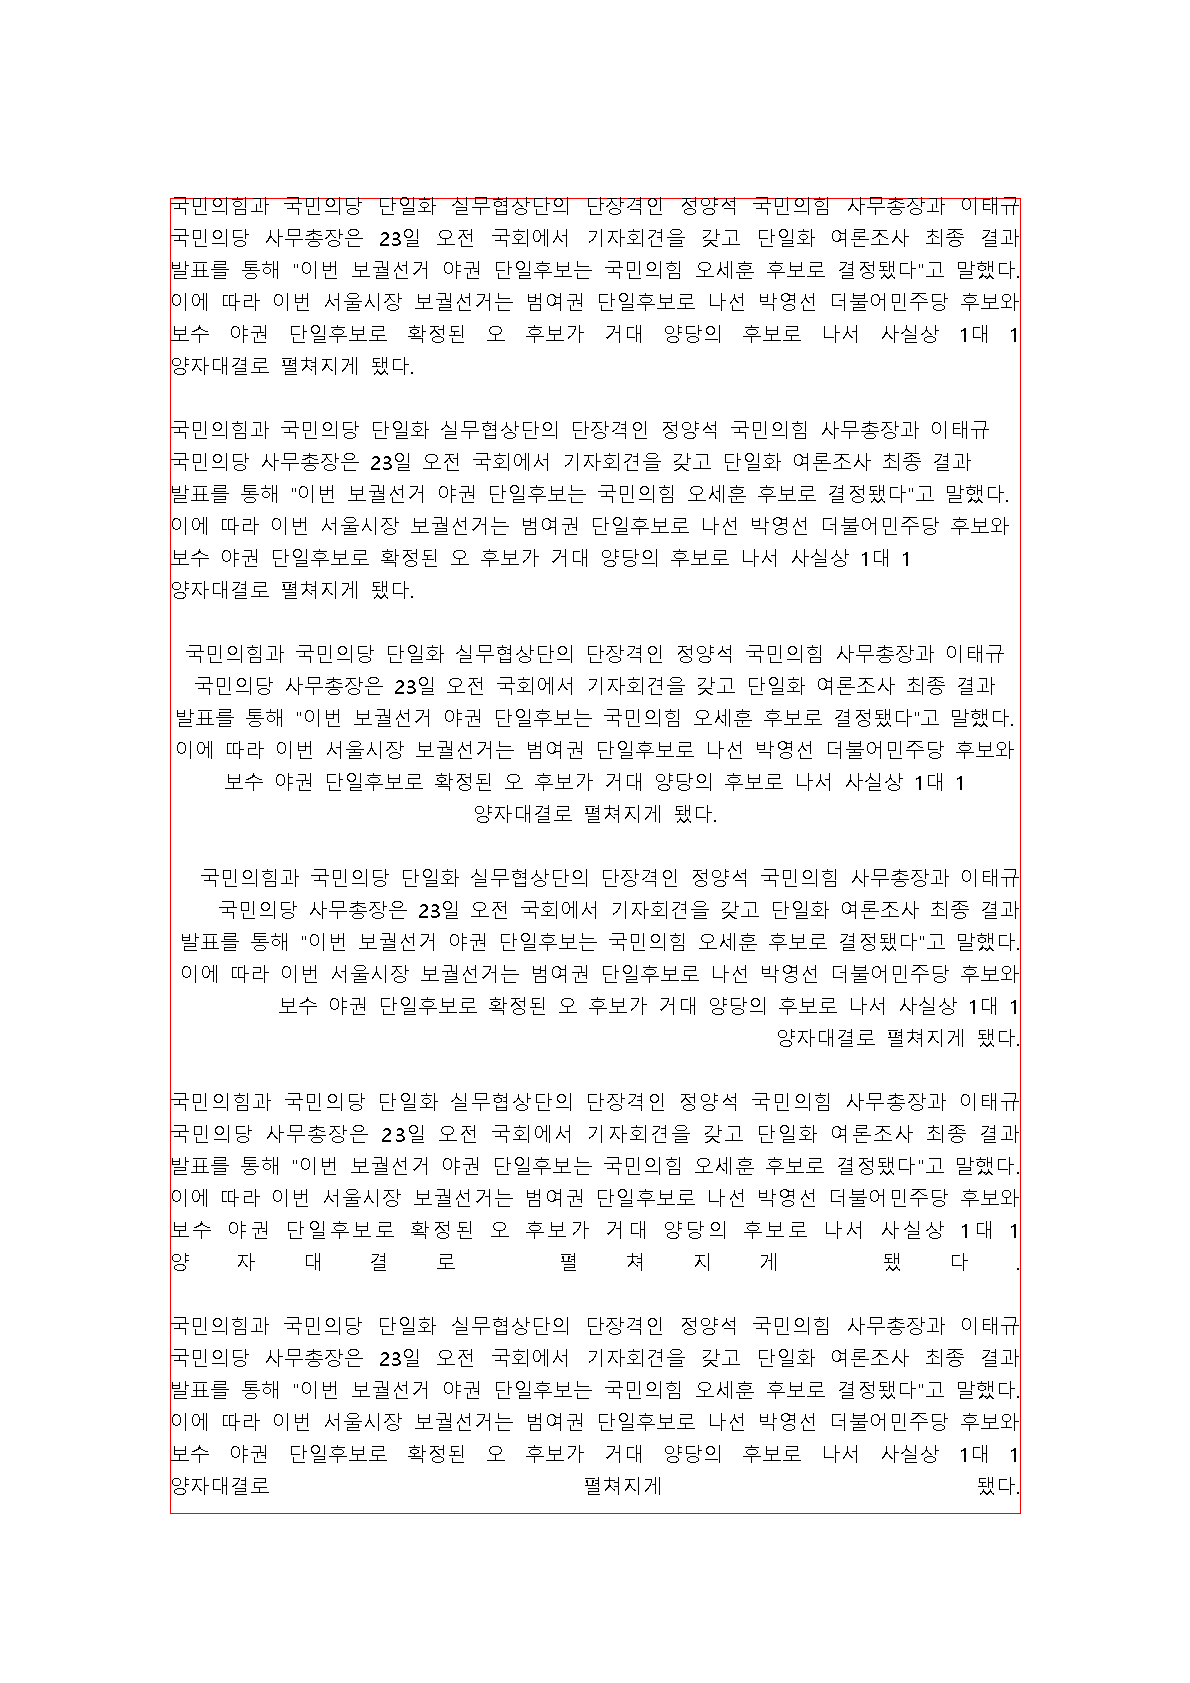 국민의힘과 국민의당 단일화 실무협상단의 단장격인 정양석 국민의힘 사무총장과 이태규
국민의당 사무총장은 23일 오전 국회에서 기자회견을 갖고 단일화 여론조사 최종 결과
발표를 통해 "이번 보궐선거 야권 단일후보는 국민의힘 오세훈 후보로 결정됐다"고 말했다.
이에 따라 이번 서울시장 보궐선거는 범여권 단일후보로 나선 박영선 더불어민주당 후보와
보수 야권 단일후보로 확정된 오 후보가 거대 양당의 후보로 나서 사실상 1대 1
양자대결로 펼쳐지게 됐다.
국민의힘과 국민의당 단일화 실무협상단의 단장격인 정양석 국민의힘 사무총장과 이태규
국민의당 사무총장은 23일 오전 국회에서 기자회견을 갖고 단일화 여론조사 최종 결과
발표를 통해 "이번 보궐선거 야권 단일후보는 국민의힘 오세훈 후보로 결정됐다"고 말했다.
이에 따라 이번 서울시장 보궐선거는 범여권 단일후보로 나선 박영선 더불어민주당 후보와
보수 야권 단일후보로 확정된 오 후보가 거대 양당의 후보로 나서 사실상 1대 1
양자대결로 펼쳐지게 됐다.
국민의힘과 국민의당 단일화 실무협상단의 단장격인 정양석 국민의힘 사무총장과 이태규
국민의당 사무총장은 23일 오전 국회에서 기자회견을 갖고 단일화 여론조사 최종 결과
발표를 통해 "이번 보궐선거 야권 단일후보는 국민의힘 오세훈 후보로 결정됐다"고 말했다.
이에 따라 이번 서울시장 보궐선거는 범여권 단일후보로 나선 박영선 더불어민주당 후보와
보수 야권 단일후보로 확정된 오 후보가 거대 양당의 후보로 나서 사실상 1대 1
양자대결로 펼쳐지게 됐다.
국민의힘과 국민의당 단일화 실무협상단의 단장격인 정양석 국민의힘 사무총장과 이태규
국민의당 사무총장은 23일 오전 국회에서 기자회견을 갖고 단일화 여론조사 최종 결과
발표를 통해 "이번 보궐선거 야권 단일후보는 국민의힘 오세훈 후보로 결정됐다"고 말했다.
이에 따라 이번 서울시장 보궐선거는 범여권 단일후보로 나선 박영선 더불어민주당 후보와
보수 야권 단일후보로 확정된 오 후보가 거대 양당의 후보로 나서 사실상 1대 1
양자대결로 펼쳐지게 됐다.
국민의힘과 국민의당 단일화 실무협상단의 단장격인 정양석 국민의힘 사무총장과 이태규
국민의당 사무총장은 23일 오전 국회에서 기자회견을 갖고 단일화 여론조사 최종 결과
발표를 통해 "이번 보궐선거 야권 단일후보는 국민의힘 오세훈 후보로 결정됐다"고 말했다.
이에 따라 이번 서울시장 보궐선거는 범여권 단일후보로 나선 박영선 더불어민주당 후보와
보수 야권 단일후보로 확정된 오 후보가 거대 양당의 후보로 나서 사실상 1대 1
양 자 대 결 로 펼 쳐 지 게 됐 다 .
국민의힘과 국민의당 단일화 실무협상단의 단장격인 정양석 국민의힘 사무총장과 이태규
국민의당 사무총장은 23일 오전 국회에서 기자회견을 갖고 단일화 여론조사 최종 결과
발표를 통해 "이번 보궐선거 야권 단일후보는 국민의힘 오세훈 후보로 결정됐다"고 말했다.
이에 따라 이번 서울시장 보궐선거는 범여권 단일후보로 나선 박영선 더불어민주당 후보와
보수 야권 단일후보로 확정된 오 후보가 거대 양당의 후보로 나서 사실상 1대 1
양자대결로 펼쳐지게 됐다.